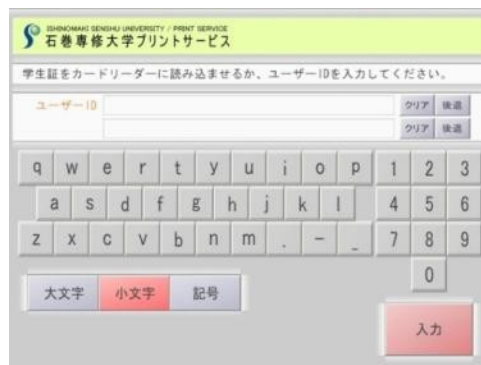 ISHINOMAKI SENSHU UNIVERSITY / PRINT SERVICE
石巻専修大学プリントサービス
学生証をカードリーダーに読み込ませるか、ユーザーIDを入力してください。
ユーザーID クリア 後退
クリア 後退
q w e r t y u i o p 1 2 3
a s d f g h j k l 4 5 6
z x c v b n m . - _ 7 8 9
0
大文字 小文字 記号
入力